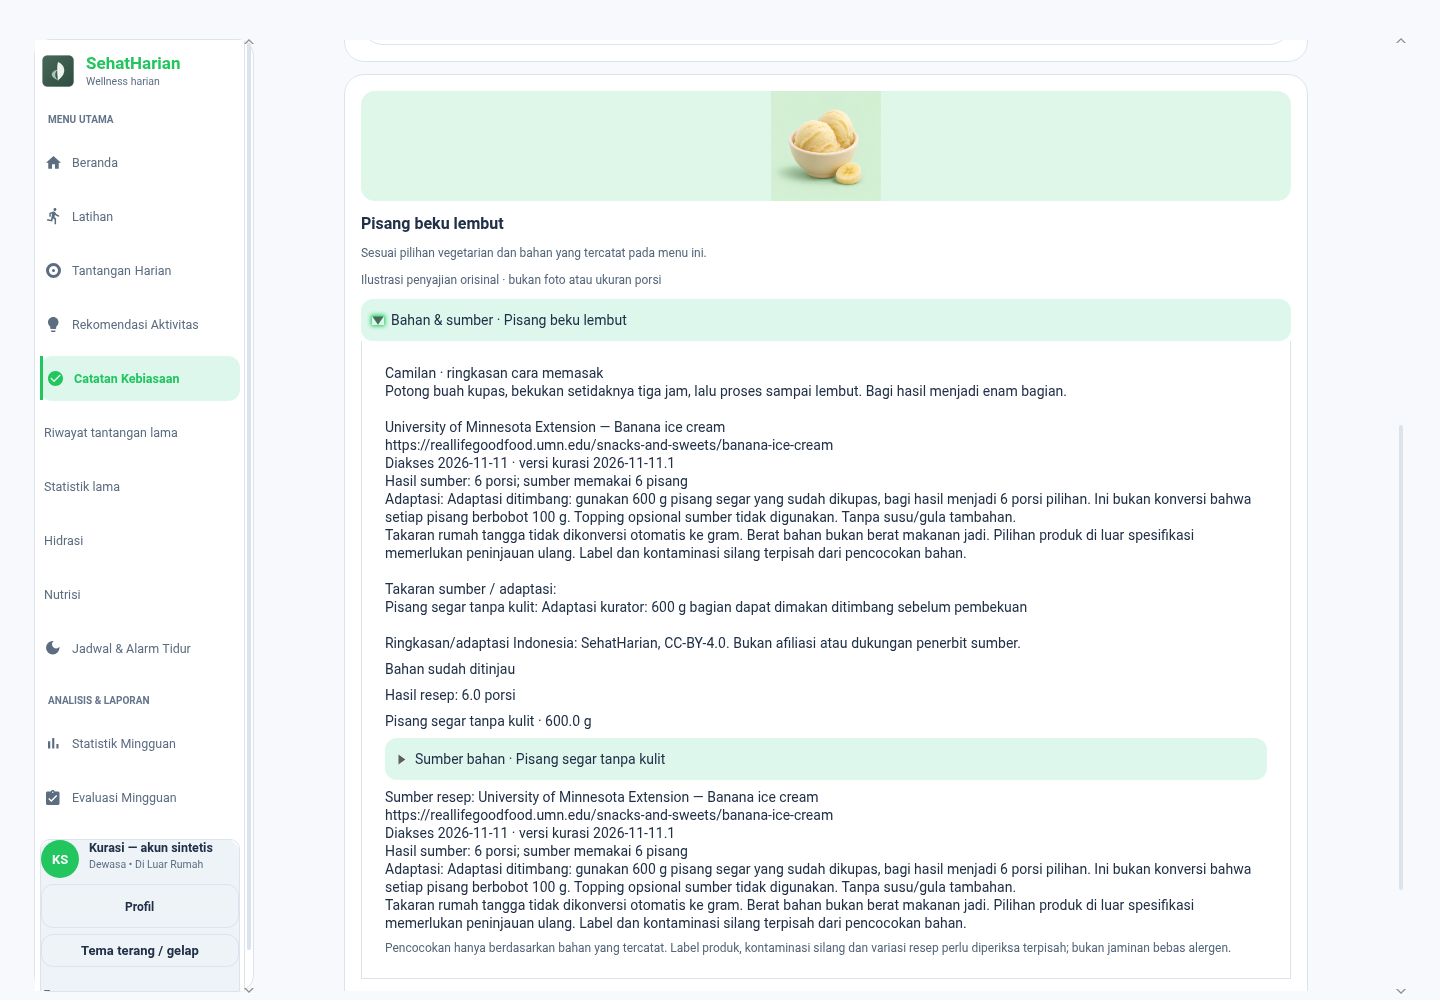 SehatHarian
Wellness harian
MENU UTAMA
Beranda
Latihan
Tantangan Harian
Rekomendasi Aktivitas
Catatan Kebiasaan
Riwayat tantangan lama
Statistik lama
Hidrasi
Nutrisi
Jadwal & Alarm Tidur
ANALISIS & LAPORAN
Statistik Mingguan
Evaluasi Mingguan
KS
Kurasi — akun sintetis
Dewasa • Di Luar Rumah
Profil
Tema terang / gelap
Pisang beku lembut
Sesuai pilihan vegetarian dan bahan yang tercatat pada menu ini.
Ilustrasi penyajian orisinal · bukan foto atau ukuran porsi
Bahan & sumber · Pisang beku lembut
Camilan · ringkasan cara memasak
Potong buah kupas, bekukan setidaknya tiga jam, lalu proses sampai lembut. Bagi hasil menjadi enam bagian.
University of Minnesota Extension — Banana ice cream
https://reallifegoodfood.umn.edu/snacks-and-sweets/banana-ice-cream
Diakses 2026-11-11 · versi kurasi 2026-11-11.1
Hasil sumber: 6 porsi; sumber memakai 6 pisang
Adaptasi: Adaptasi ditimbang: gunakan 600 g pisang segar yang sudah dikupas, bagi hasil menjadi 6 porsi pilihan. Ini bukan konversi bahwa
setiap pisang berbobot 100 g. Topping opsional sumber tidak digunakan. Tanpa susu/gula tambahan.
Takaran rumah tangga tidak dikonversi otomatis ke gram. Berat bahan bukan berat makanan jadi. Pilihan produk di luar spesifikasi
memerlukan peninjauan ulang. Label dan kontaminasi silang terpisah dari pencocokan bahan.
Takaran sumber / adaptasi:
Pisang segar tanpa kulit: Adaptasi kurator: 600 g bagian dapat dimakan ditimbang sebelum pembekuan
Ringkasan/adaptasi Indonesia: SehatHarian, CC-BY-4.0. Bukan afiliasi atau dukungan penerbit sumber.
Bahan sudah ditinjau
Hasil resep: 6.0 porsi
Pisang segar tanpa kulit · 600.0 g
Sumber bahan · Pisang segar tanpa kulit
Sumber resep: University of Minnesota Extension — Banana ice cream
https://reallifegoodfood.umn.edu/snacks-and-sweets/banana-ice-cream
Diakses 2026-11-11 · versi kurasi 2026-11-11.1
Hasil sumber: 6 porsi; sumber memakai 6 pisang
Adaptasi: Adaptasi ditimbang: gunakan 600 g pisang segar yang sudah dikupas, bagi hasil menjadi 6 porsi pilihan. Ini bukan konversi bahwa
setiap pisang berbobot 100 g. Topping opsional sumber tidak digunakan. Tanpa susu/gula tambahan.
Takaran rumah tangga tidak dikonversi otomatis ke gram. Berat bahan bukan berat makanan jadi. Pilihan produk di luar spesifikasi
memerlukan peninjauan ulang. Label dan kontaminasi silang terpisah dari pencocokan bahan.
Pencocokan hanya berdasarkan bahan yang tercatat. Label produk, kontaminasi silang dan variasi resep perlu diperiksa terpisah; bukan jaminan bebas alergen.